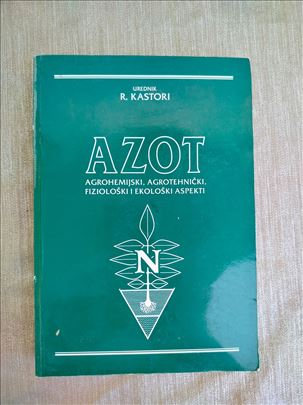 UREDNIK
R. KASTORI
AZOT
AGROHEMIJSKI, AGROTEHNIČKI,
FIZIOLOŠKI I EKOLOŠKI ASPEKTI
N